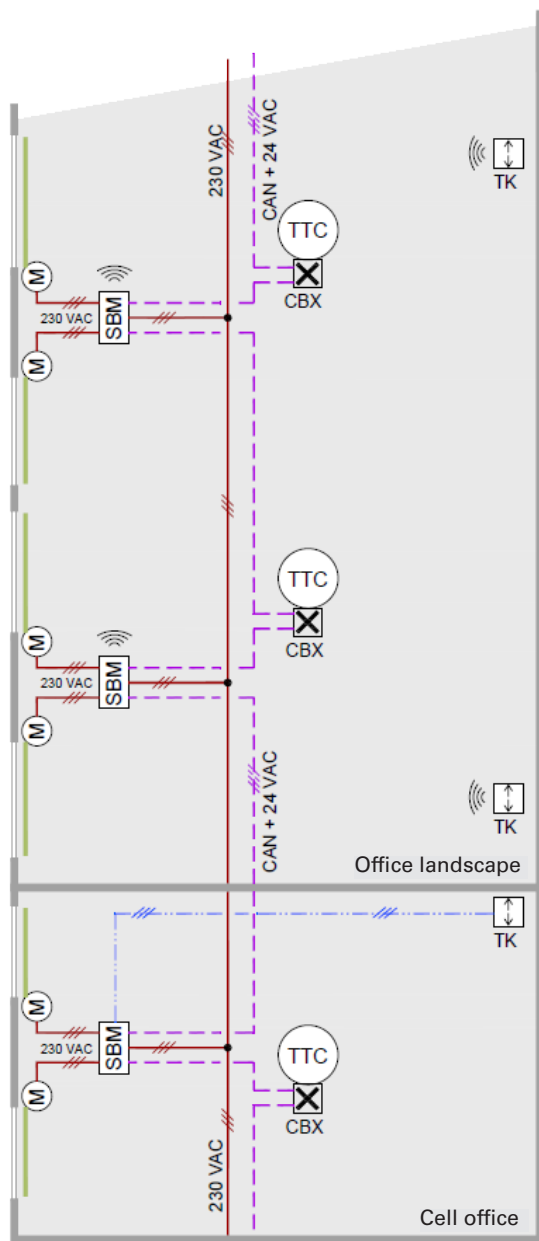 230 VAC
CAN + 24 VAC
TK
TTC
CBX
M
SBM
230 VAC
M
TTC
CBX
M
SBM
230 VAC
M
CAN + 24 VAC
TK
Office landscape
TK
M
SBM
230 VAC
M
TTC
CBX
230 VAC
Cell office